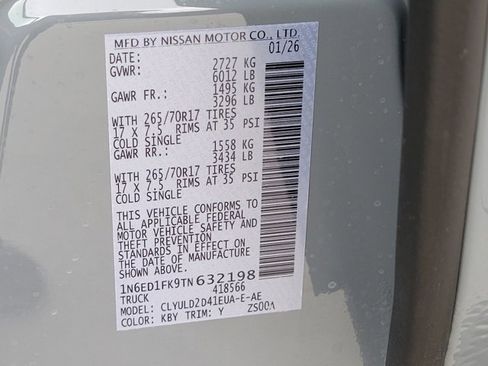 MFD BY NISSAN MOTOR CO., LTD.
DATE: 01/26
GVWR: 2727 KG
6012 LB
GAWR FR.: 1495 KG
3296 LB
WITH 265/70R17 TIRES
17 X 7.5 RIMS AT 35 PSI
COLD SINGLE
GAWR RR.: 1558 KG
3434 LB
WITH 265/70R17 TIRES
17 X 7.5 RIMS AT 35 PSI
COLD SINGLE
THIS VEHICLE CONFORMS TO
ALL APPLICABLE FEDERAL
MOTOR VEHICLE SAFETY AND
THEFT PREVENTION
STANDARDS IN EFFECT ON
THE DATE OF MANUFACTURE
SHOWN ABOVE.
1N6ED1FK9TN632198
TRUCK 418566
MODEL: CLYULD2D41EUA-E-AE
COLOR: KBY TRIM: Y ZS00A